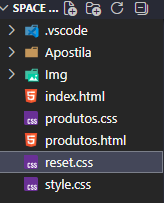 SPACE ...
.vscode
Apostila
Img
index.html
produtos.css
produtos.html
reset.css
style.css